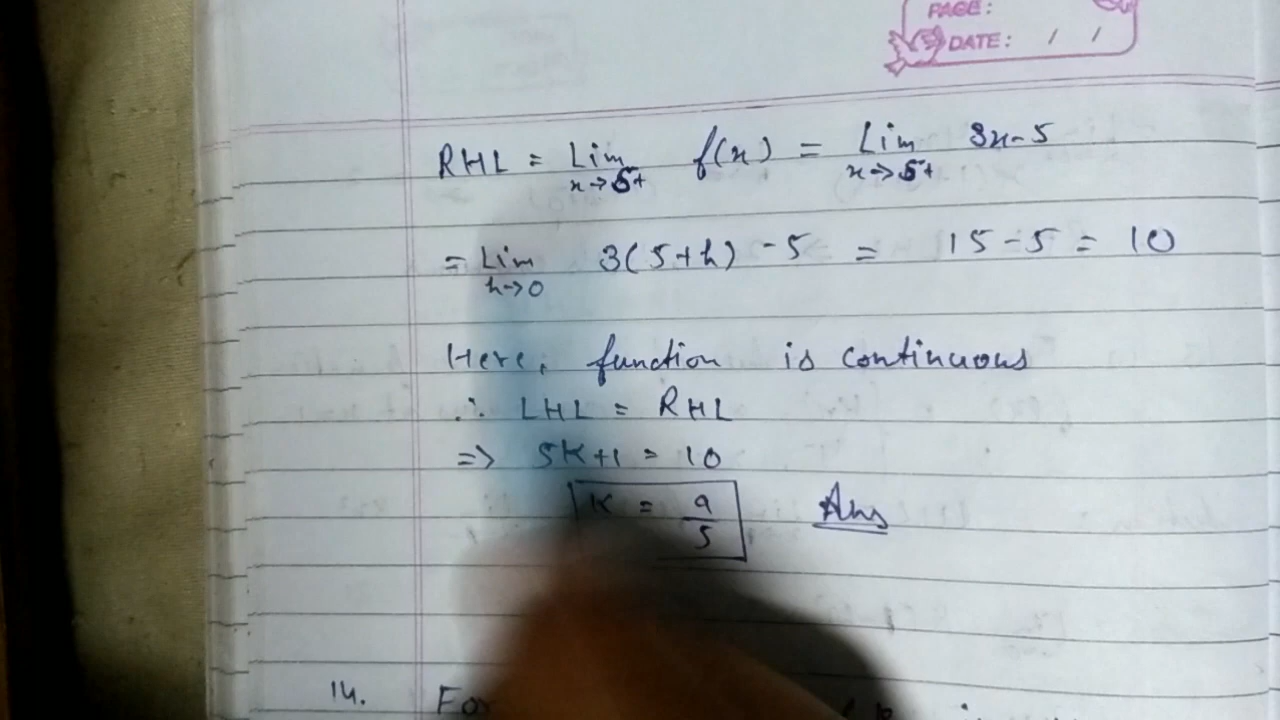 PAGE:
DATE: / /
RHL = Lim x→5+ f(x) = Lim x→5+ 3x-5
= Lim h→0 3(5+h) -5 = 15-5 = 10
Here, function is continuous
∴ LHL = RHL
=> 5K+1 = 10
K = 9/5 Ans
14. For